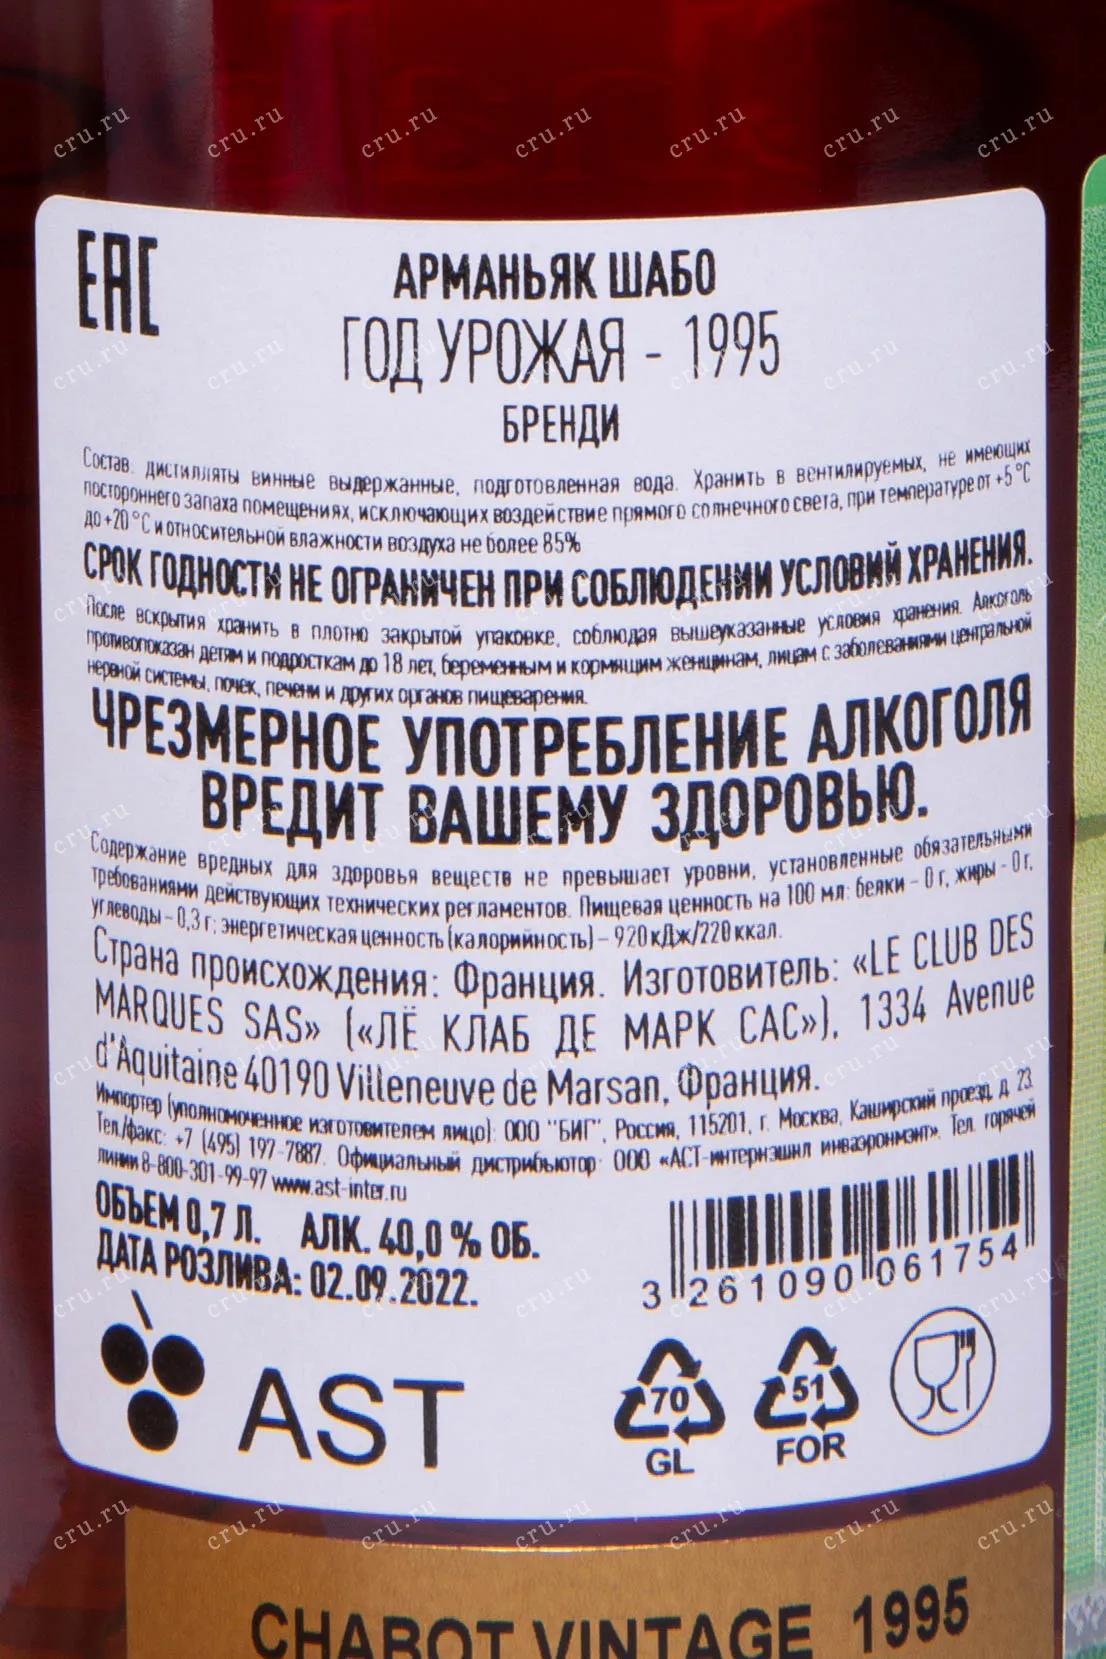 EAC
АРМАНЬЯК ШАБО
ГОД УРОЖАЯ - 1995
БРЕНДИ
Состав: дистилляты винные выдержанные, подготовленная вода. Хранить в вентилируемых, не имеющих
постороннего запаха помещениях, исключающих воздействие прямого солнечного света, при температуре от +5 °C
до +20 °C и относительной влажности воздуха не более 85%
СРОК ГОДНОСТИ НЕ ОГРАНИЧЕН ПРИ СОБЛЮДЕНИИ УСЛОВИЙ ХРАНЕНИЯ.
После вскрытия хранить в плотно закрытой упаковке, соблюдая вышеуказанные условия хранения. Алкоголь
противопоказан детям и подросткам до 18 лет, беременным и кормящим женщинам, лицам с заболеваниями центральной
нервной системы, почек, печени и других органов пищеварения.
ЧРЕЗМЕРНОЕ УПОТРЕБЛЕНИЕ АЛКОГОЛЯ
ВРЕДИТ ВАШЕМУ ЗДОРОВЬЮ.
Содержание вредных для здоровья веществ не превышает уровни, установленные обязательными
требованиями действующих технических регламентов. Пищевая ценность на 100 мл: белки – 0 г, жиры – 0 г,
углеводы – 0,3 г; энергетическая ценность (калорийность) – 920 кДж/220 ккал.
Страна происхождения: Франция. Изготовитель: «LE CLUB DES
MARQUES SAS» («ЛЁ КЛАБ ДЕ МАРК САС»), 1334 Avenue
d'Aquitaine 40190 Villeneuve de Marsan, Франция.
Импортер (уполномоченное изготовителем лицо): ООО "БИГ", Россия, 115201, г. Москва, Каширский проезд, д. 23.
Тел./факс: +7 (495) 197-7887. Официальный дистрибьютор: ООО «АСТ-интернэшнл инваэронмэнт». Тел. горячей
линии 8-800-301-99-97 www.ast-inter.ru
ОБЪЕМ 0,7 Л. АЛК. 40,0 % ОБ.
ДАТА РОЗЛИВА: 02.09.2022.
3 261090 061754
AST
70
GL
51
FOR
CHABOT VINTAGE 1995
cru.ru